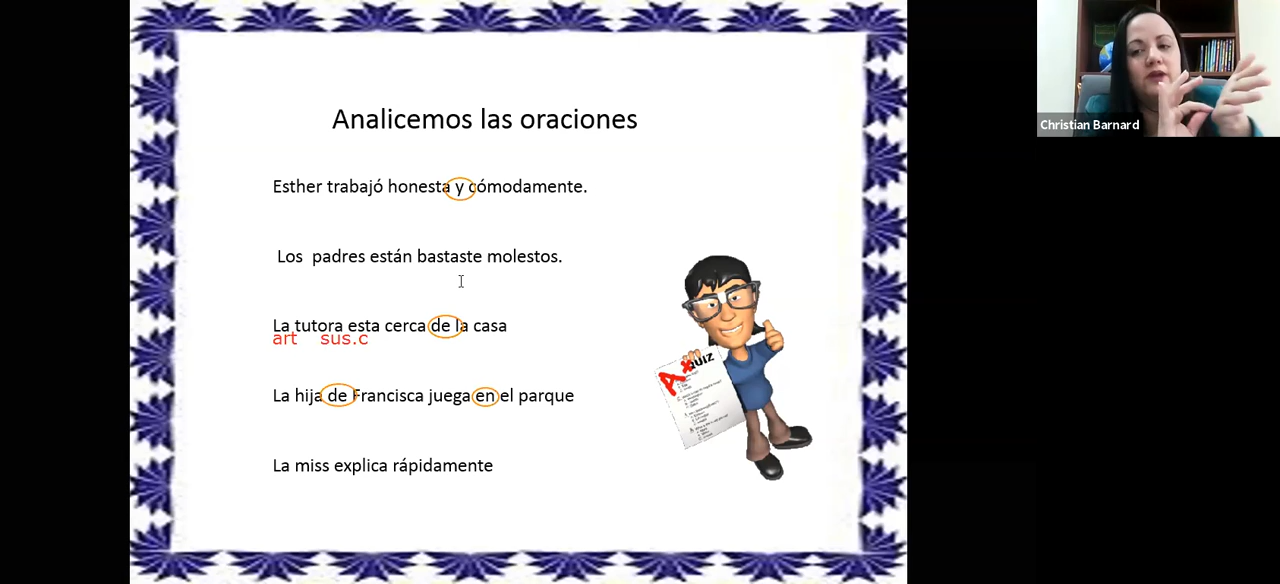 Analicemos las oraciones
Esther trabajó honesta y cómodamente.
Los padres están bastaste molestos.
La tutora esta cerca de la casa
art sus.c
La hija de Francisca juega en el parque
La miss explica rápidamente
A+ QUIZ
Christian Barnard